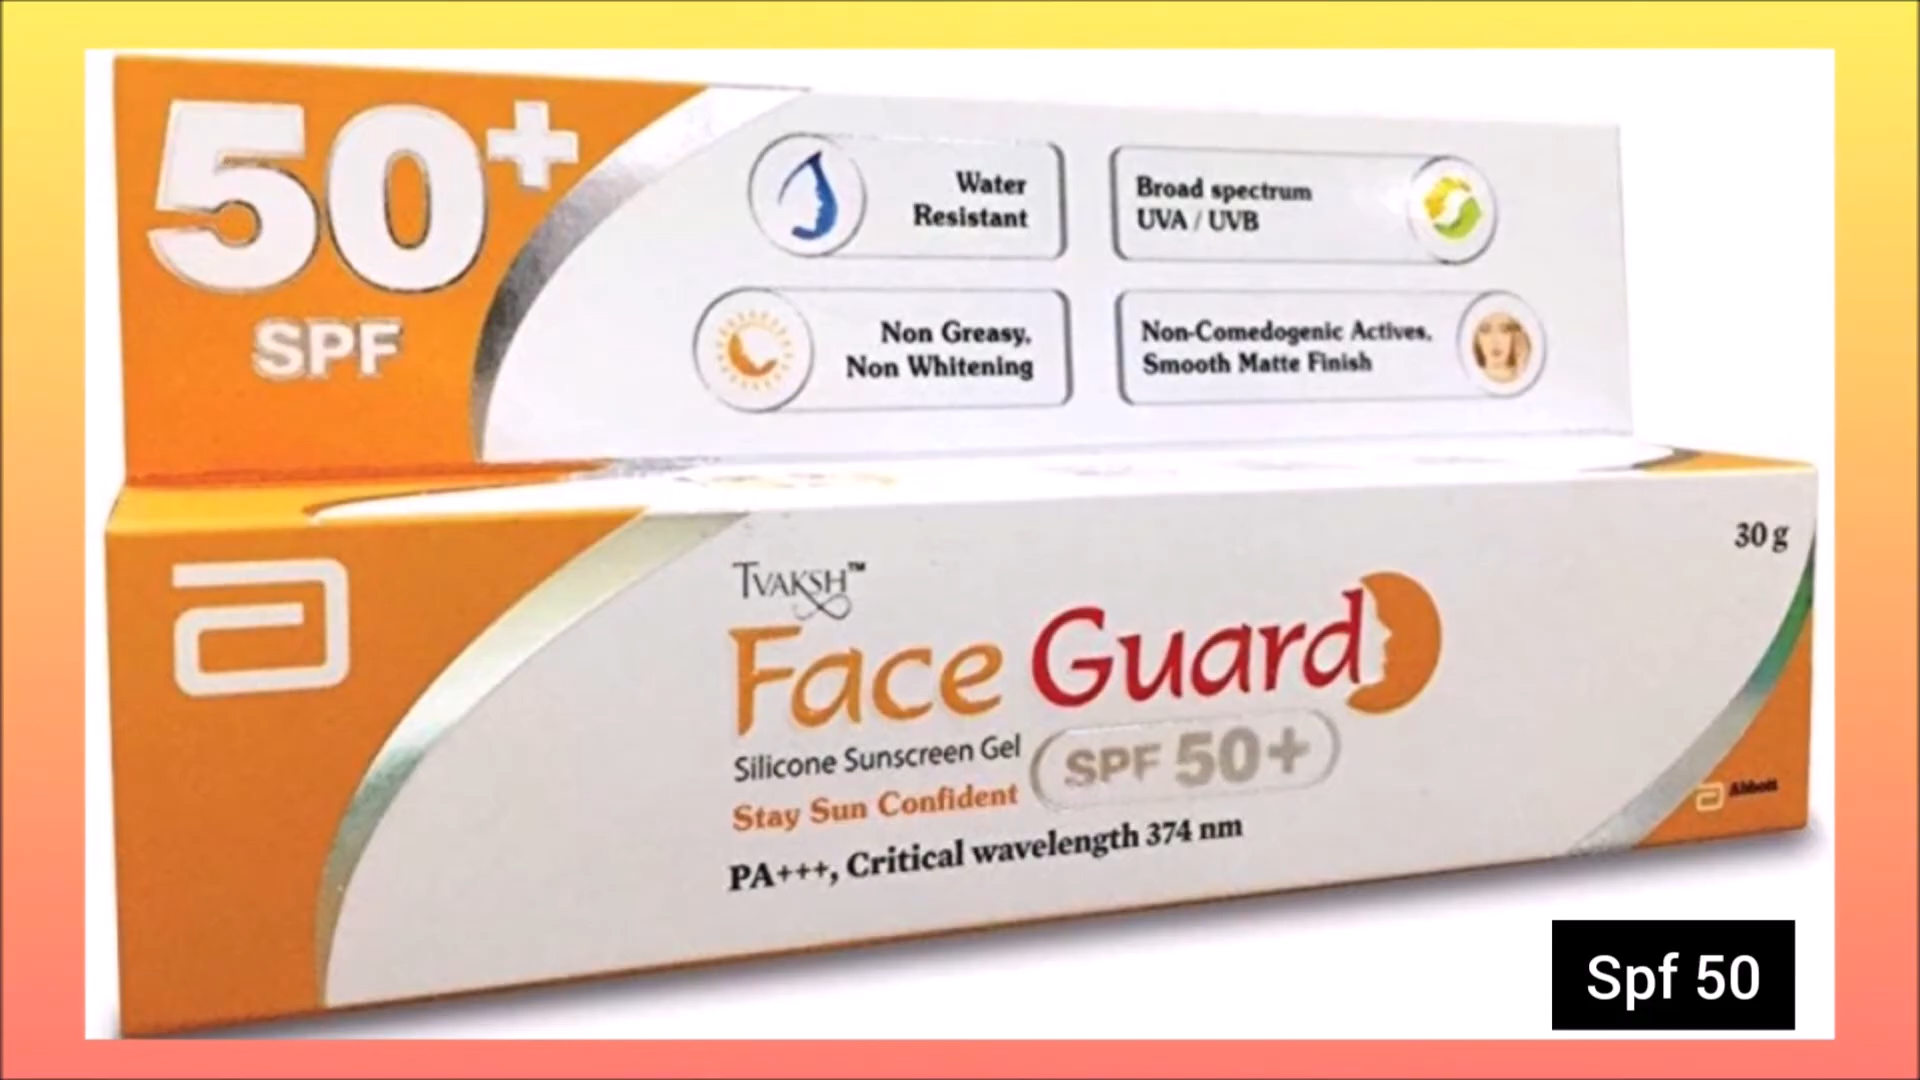 50+
SPF
Water
Resistant
Broad spectrum
UVA / UVB
Non Greasy,
Non Whitening
Non-Comedogenic Actives,
Smooth Matte Finish
30 g
TVAKSH™
Face Guard
Silicone Sunscreen Gel
SPF 50+
Stay Sun Confident
PA+++, Critical wavelength 374 nm
Abbott
Spf 50